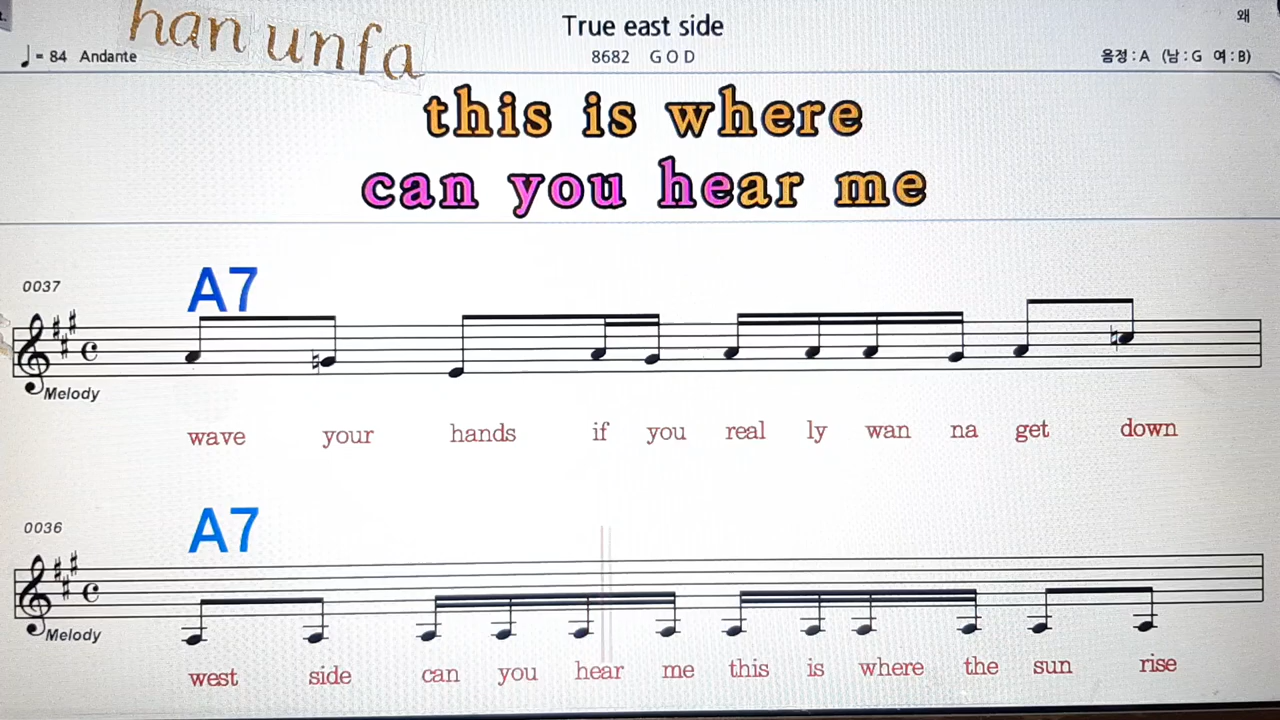 han unfa
True east side
왜
♩= 84 Andante
8682 G O D
음정 : A (남 : G 여 : B)
this is where
can you hear me
0037
A7
Melody
wave your hands if you real ly wan na get down
0036
A7
Melody
west side can you hear me this is where the sun rise